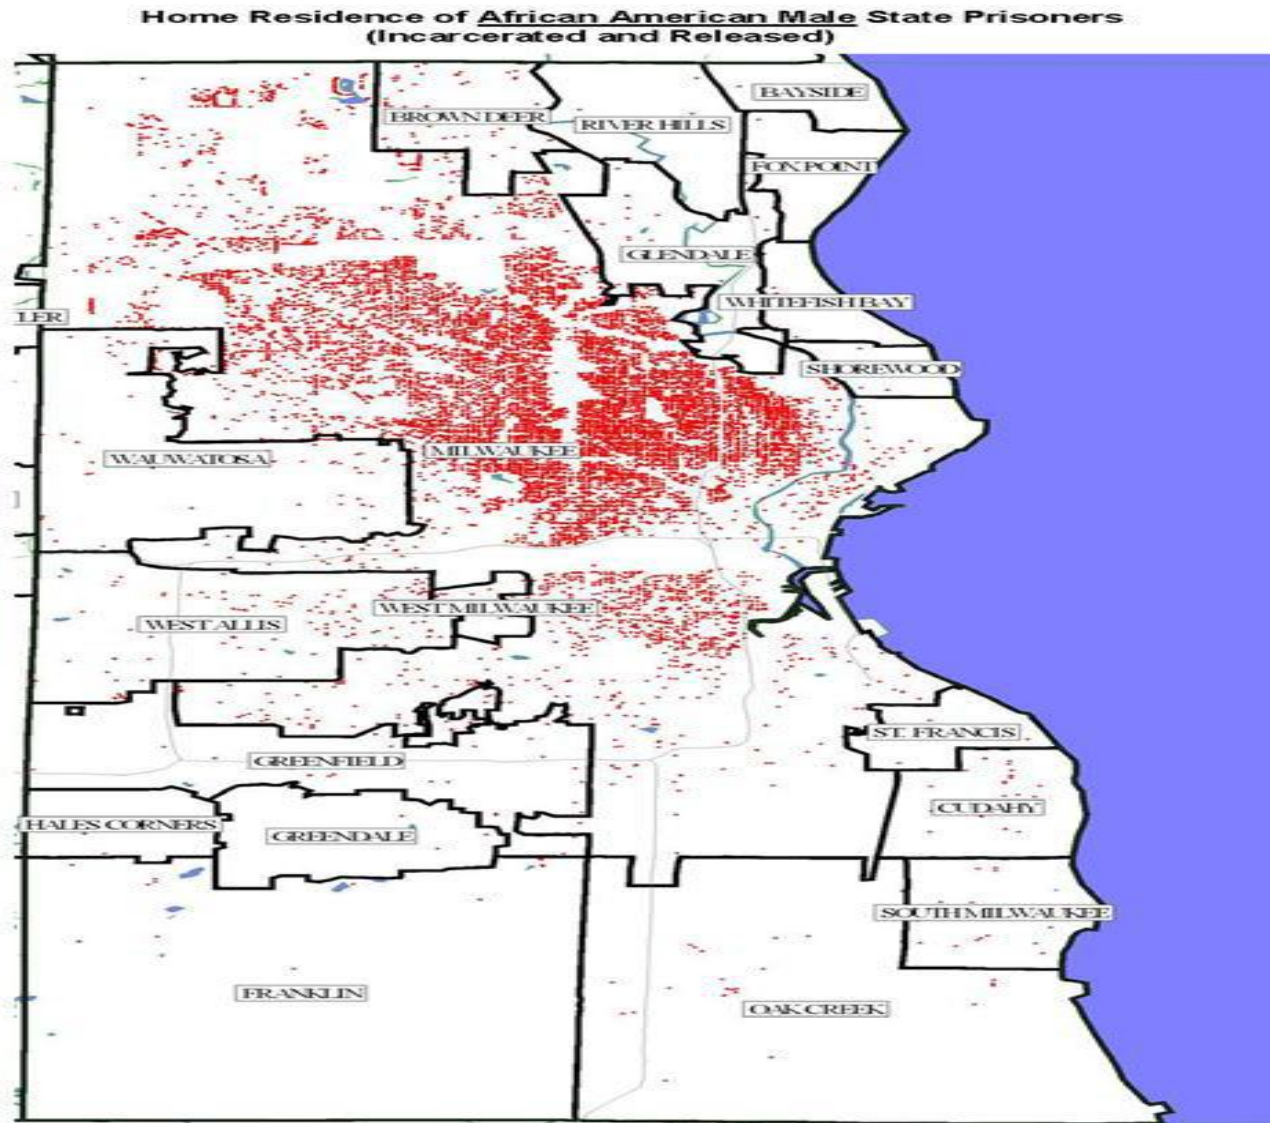 Home Residence of African American Male State Prisoners
(Incarcerated and Released)
BAYSIDE
BROWN DEER
RIVER HILLS
FOX POINT
GLENDALE
WHITEFISH BAY
LER
SHOREWOOD
MILWAUKEE
WAUWATOSA
WEST MILWAUKEE
WEST ALLIS
ST. FRANCIS
GREENFIELD
CUDAHY
HALES CORNERS
GREENDALE
SOUTH MILWAUKEE
FRANKLIN
OAK CREEK